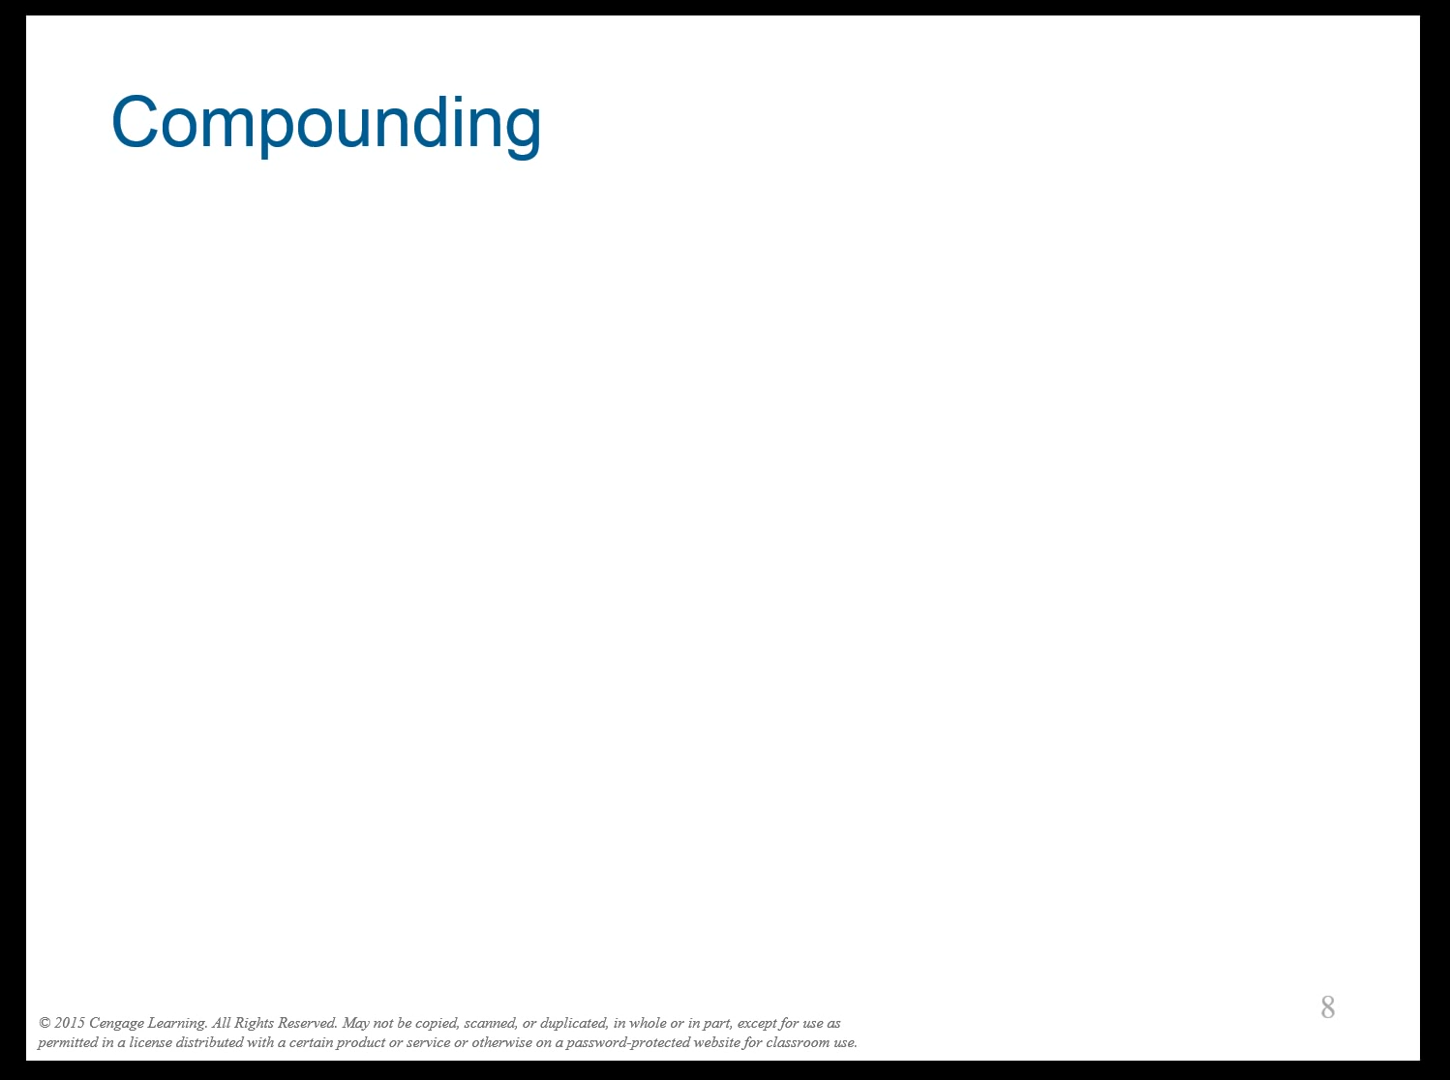 Compounding
8
© 2015 Cengage Learning. All Rights Reserved. May not be copied, scanned, or duplicated, in whole or in part, except for use as
permitted in a license distributed with a certain product or service or otherwise on a password-protected website for classroom use.